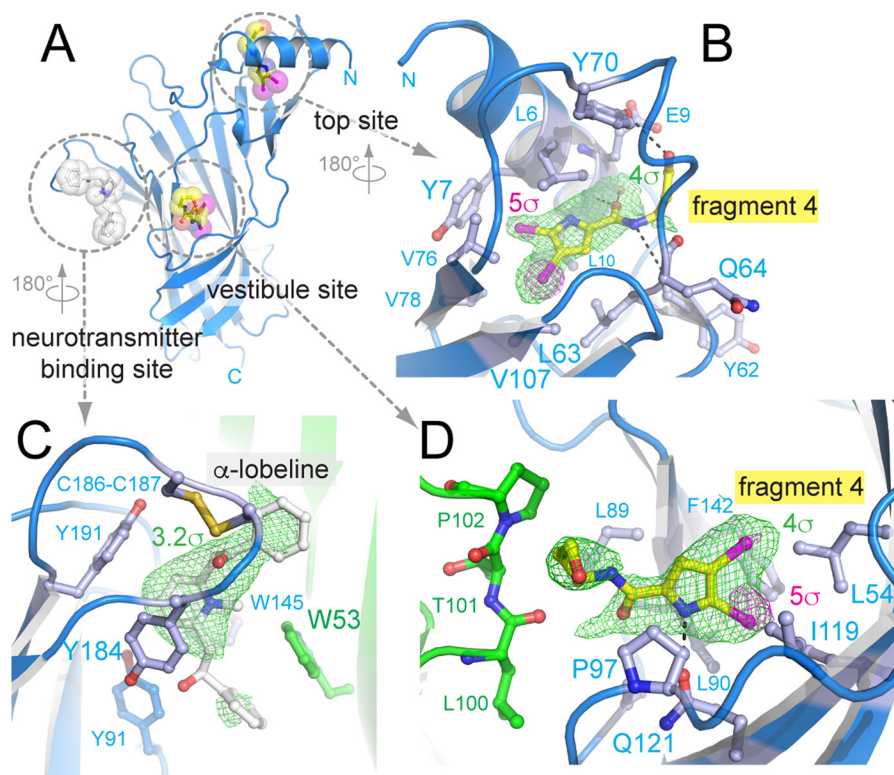 A
N
top site
180°
180°
vestibule site
neurotransmitter
binding site
C
B
N
Y70
L6
E9
4σ
5σ
fragment 4
Y7
V76
L10
V78
Q64
L63
V107
Y62
C
α-lobeline
C186-C187
Y191
3.2σ
W145
W53
Y184
Y91
D
fragment 4
P102
L89
F142
4σ
T101
L54
5σ
I119
P97
L90
L100
Q121